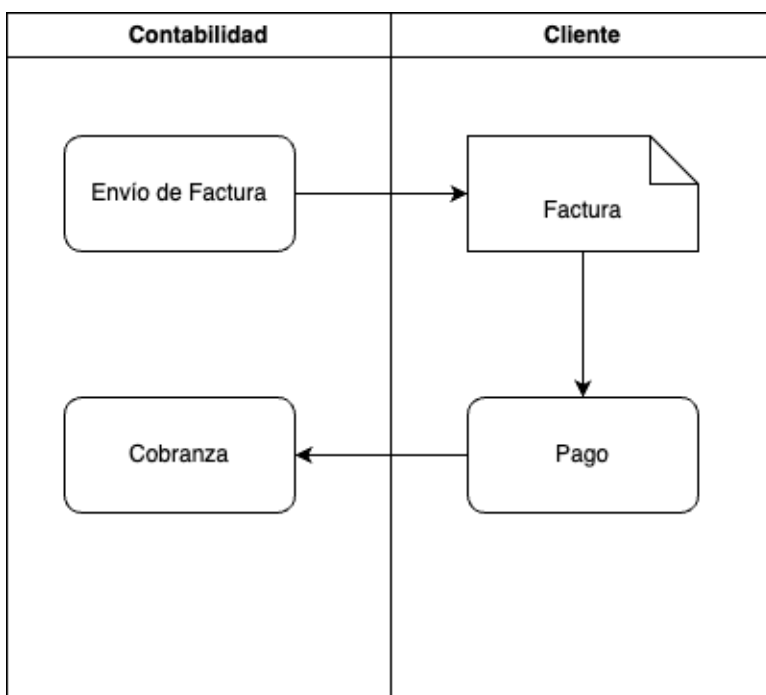 Contabilidad
Cliente
Envío de Factura
Factura
Cobranza
Pago